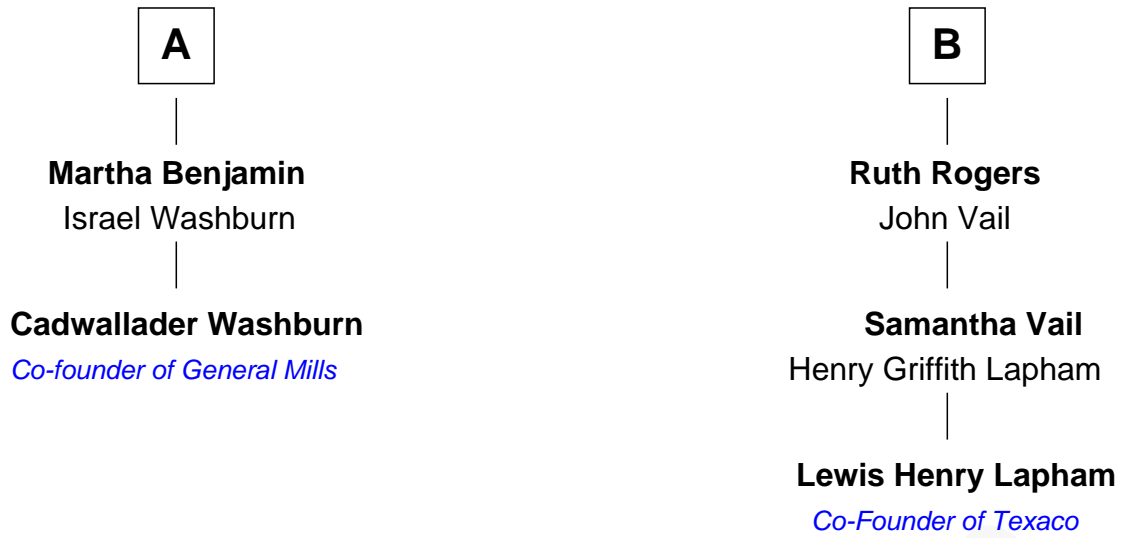 A
Martha Benjamin
Israel Washburn
Cadwallader Washburn
Co-founder of General Mills
B
Ruth Rogers
John Vail
Samantha Vail
Henry Griffith Lapham
Lewis Henry Lapham
Co-Founder of Texaco